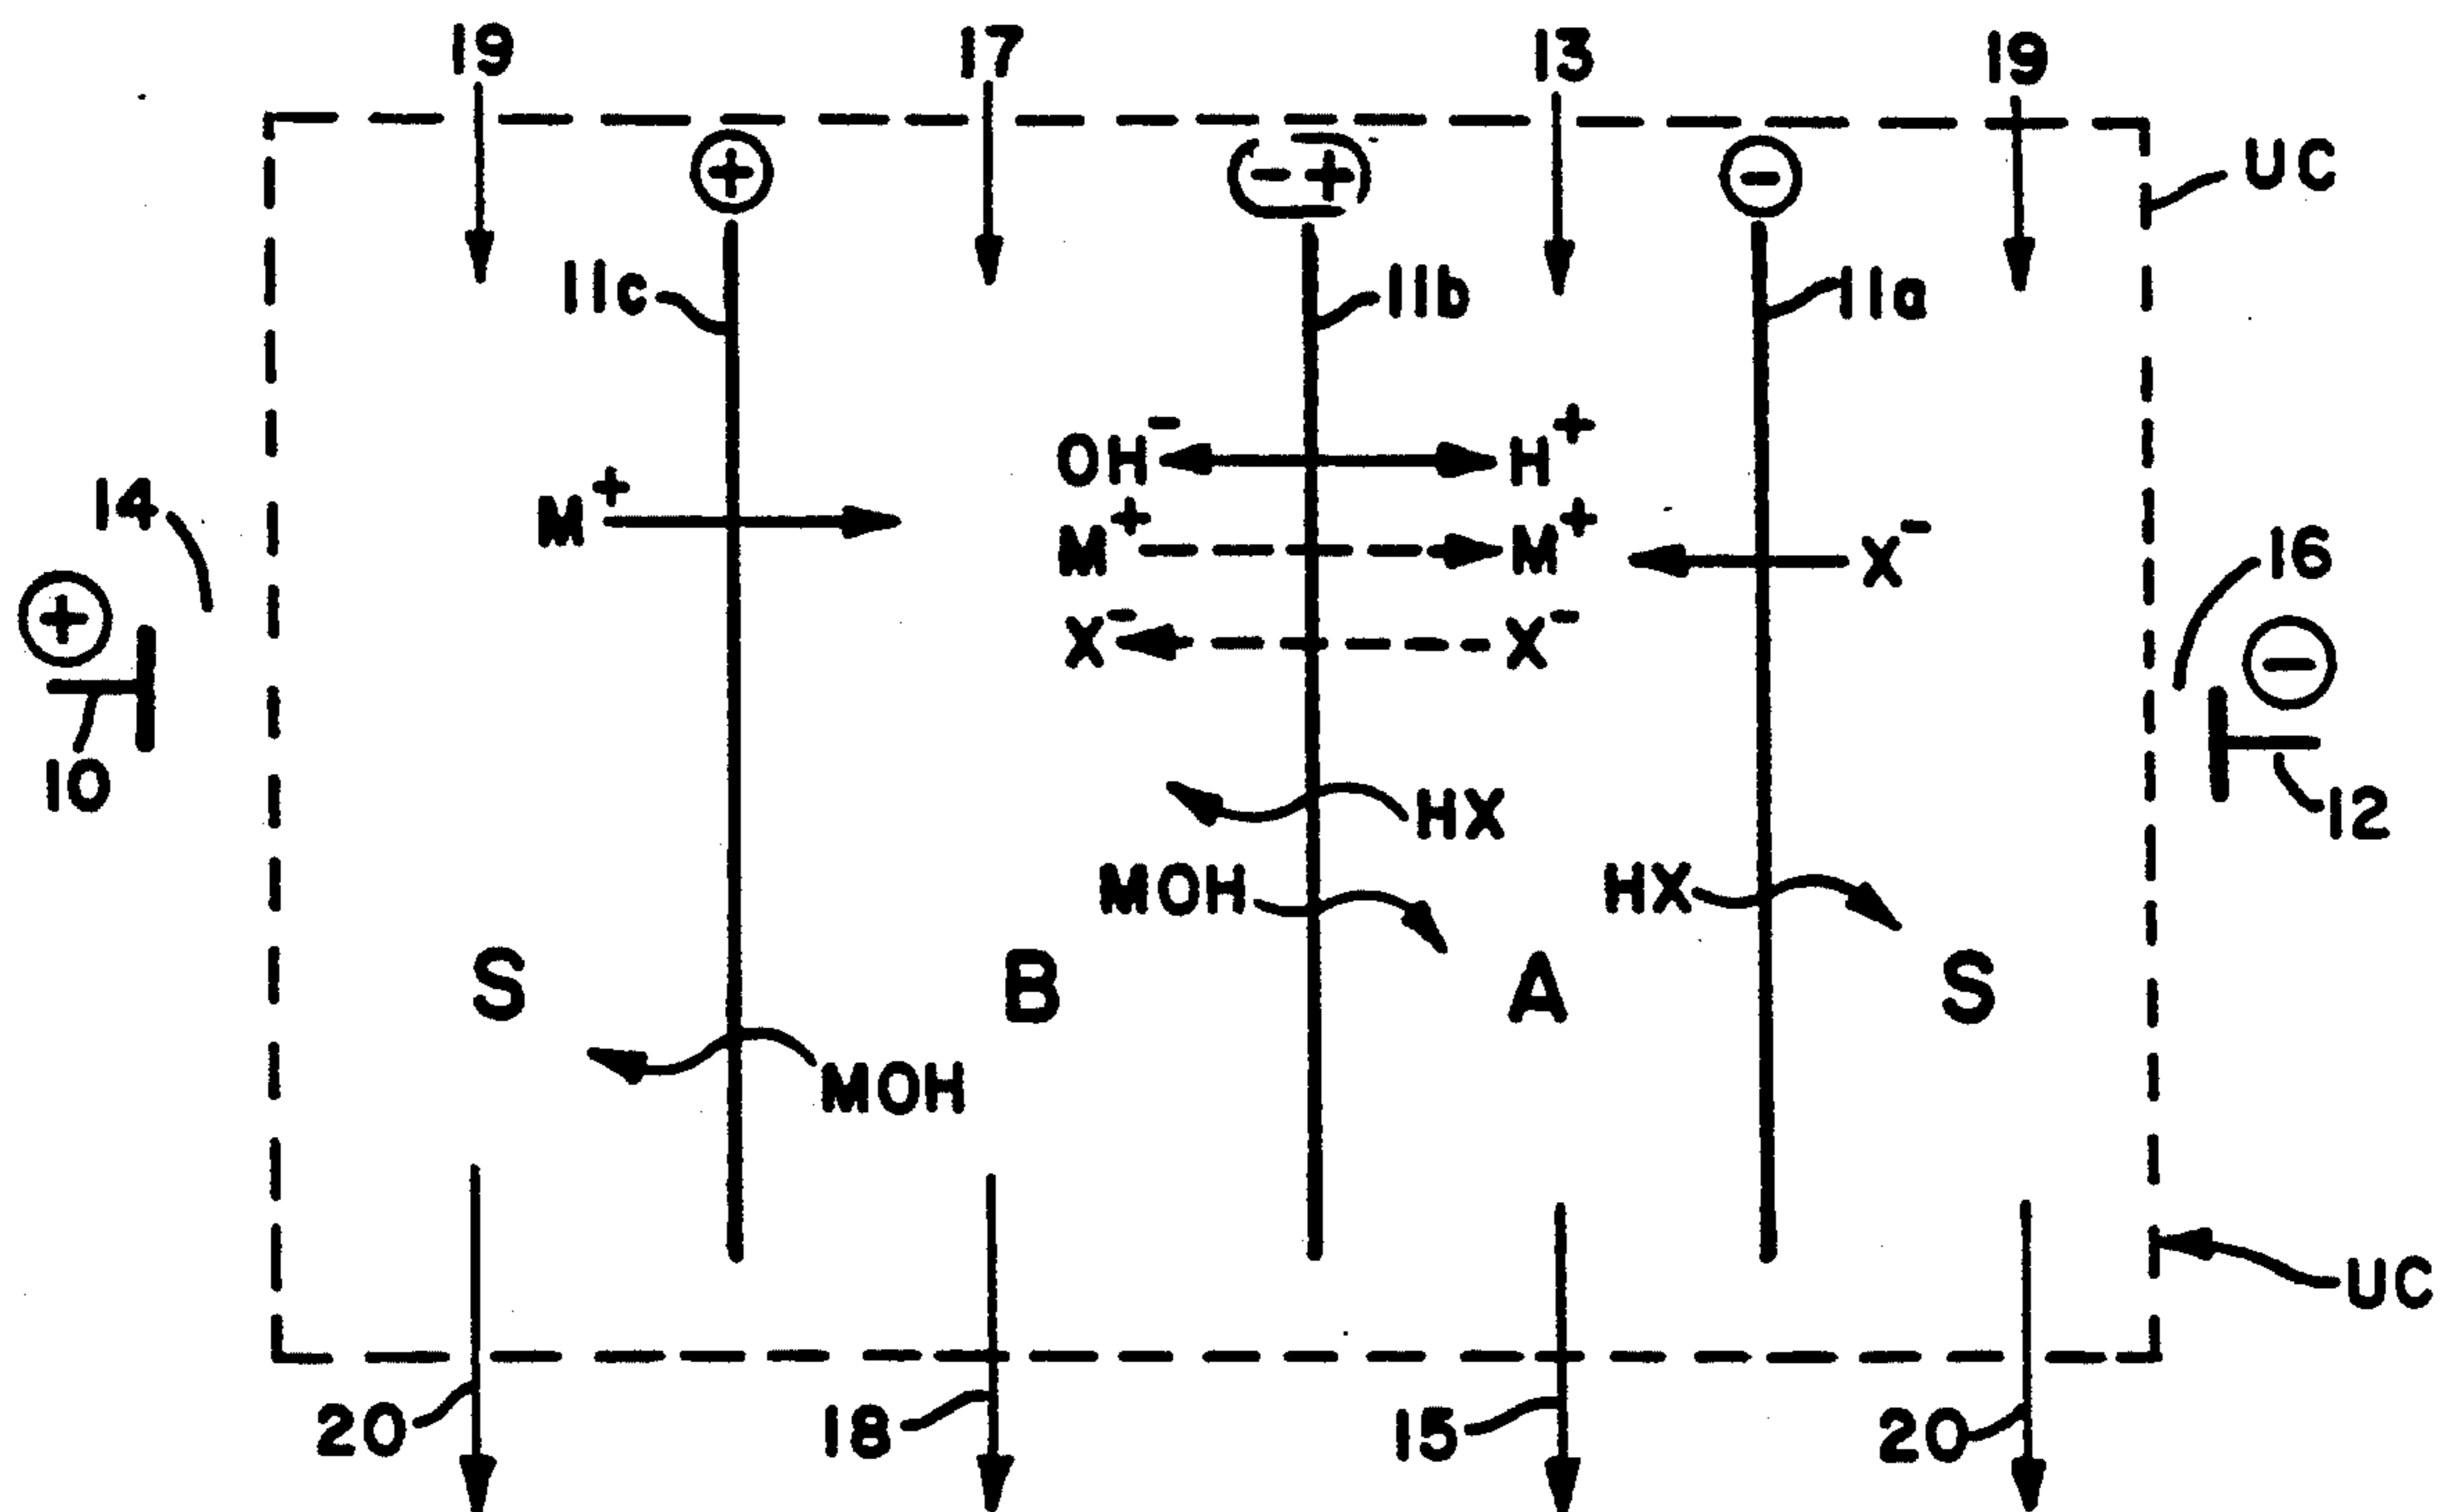 19 17 13 19
+ - + - UC
11c 11b 11a
OH⁻ H⁺
14 M⁺ M⁺ M⁺ X⁻ 16
+ X⁻ X⁻ -
10 HX 12
MOH HX
S B A S
MOH
UC
20 18 15 20